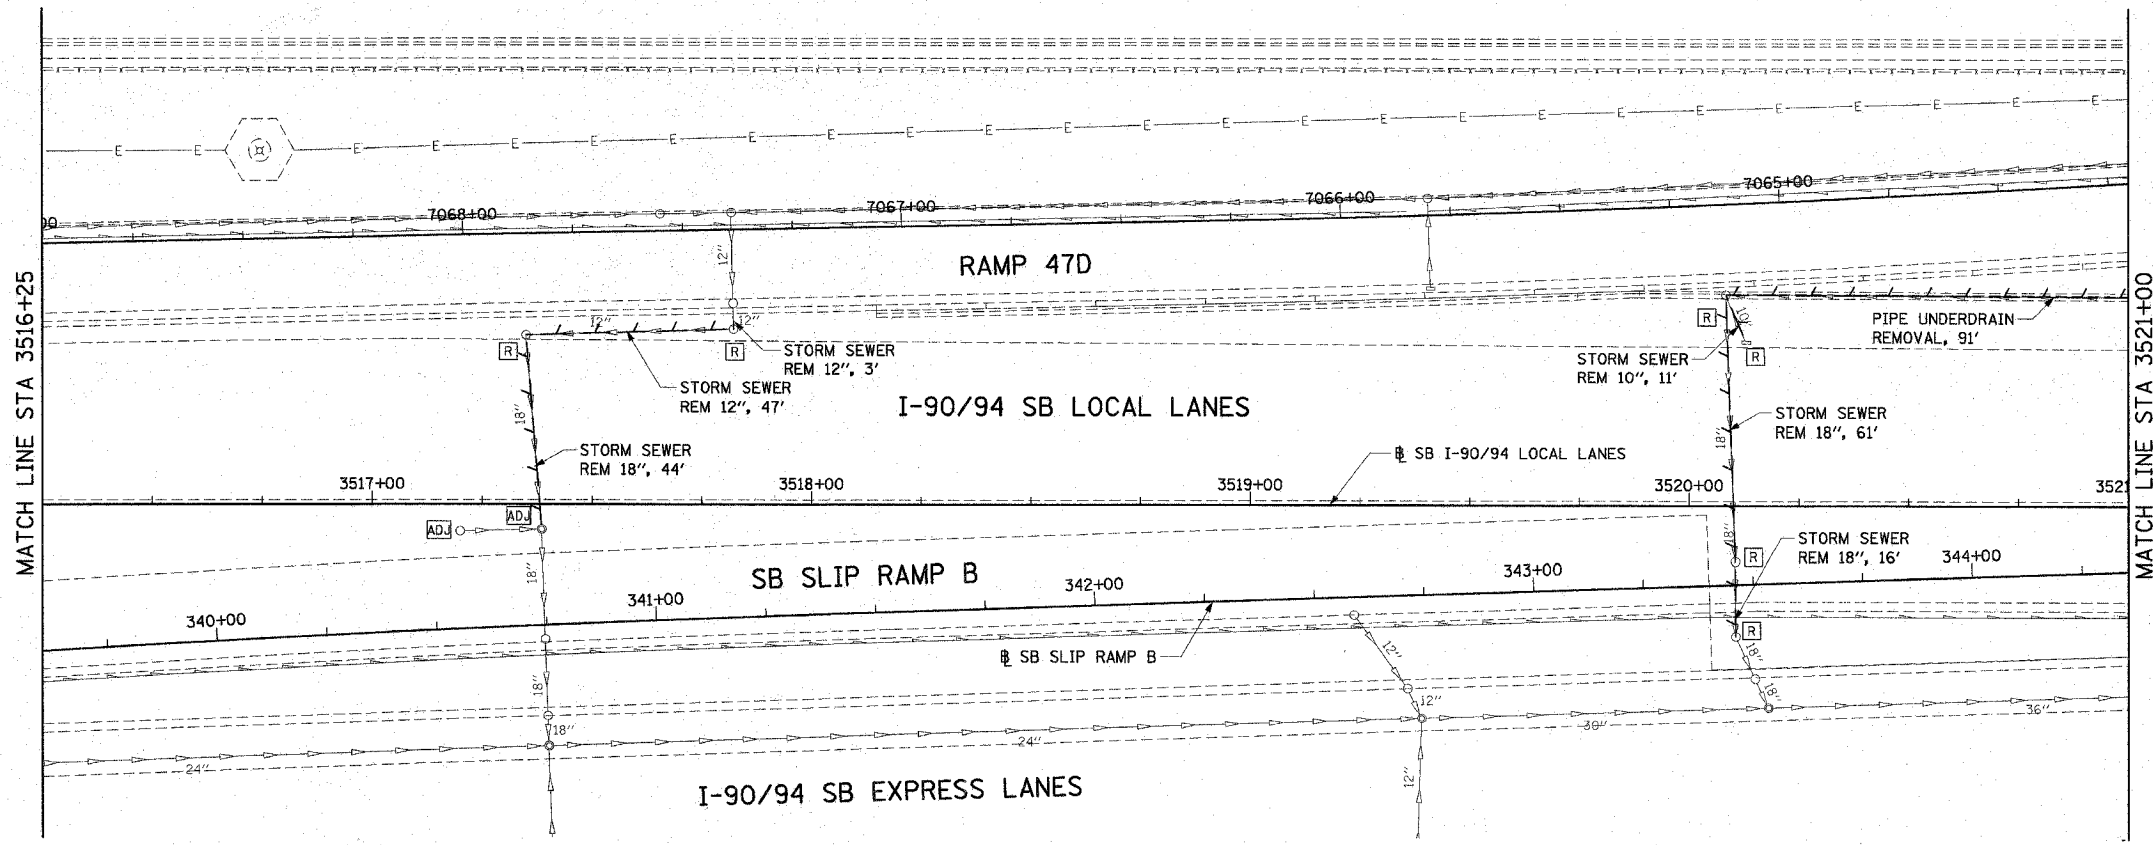 E E E E E E E E E E E E E E E E E E E E E E E E E
00 7068+00 7067+00 7066+00 7065+00
12"
RAMP 47D
MATCH LINE STA 3516+25
MATCH LINE STA 3521+00
12" 12"
R
R
STORM SEWER
REM 12", 3'
STORM SEWER
REM 12", 47'
R
10"
R
STORM SEWER
REM 10", 11'
PIPE UNDERDRAIN
REMOVAL, 91'
I-90/94 SB LOCAL LANES
18"
STORM SEWER
REM 18", 44'
18"
STORM SEWER
REM 18", 61'
B SB I-90/94 LOCAL LANES
3517+00 3518+00 3519+00 3520+00 3521
ADJ ADJ
18"
18"
R
STORM SEWER
REM 18", 16'
SB SLIP RAMP B
340+00 341+00 342+00 343+00 344+00
R
B SB SLIP RAMP B
18"
12"
18"
18"
12"
18"
24" 24" 30" 36"
12"
I-90/94 SB EXPRESS LANES